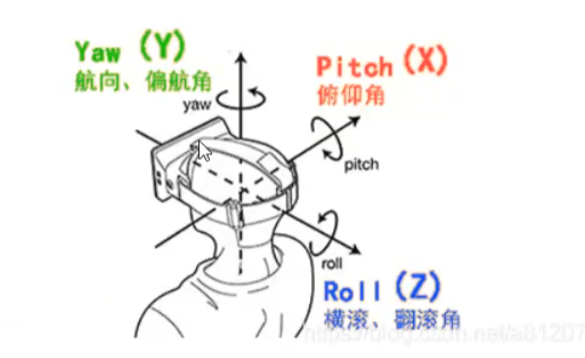 Yaw (Y)
航向、偏航角
yaw
Pitch (X)
俯仰角
pitch
roll
Roll (Z)
横滚、翻滚角
https://blog.csdn.net/a01207